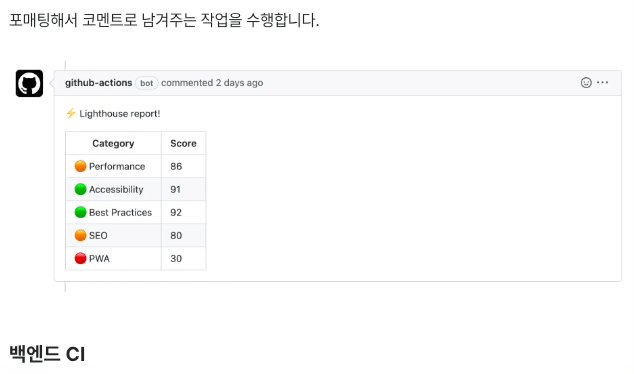 포매팅해서 코멘트로 남겨주는 작업을 수행합니다.
github-actions bot commented 2 days ago
⚡ Lighthouse report!
Category Score
🟠 Performance 86
🟢 Accessibility 91
🟢 Best Practices 92
🟠 SEO 80
🔴 PWA 30
백엔드 CI